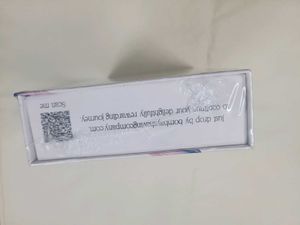 Just drop by bombayshavingcompany.com
to continue your delightfully rewarding journey.
Scan me